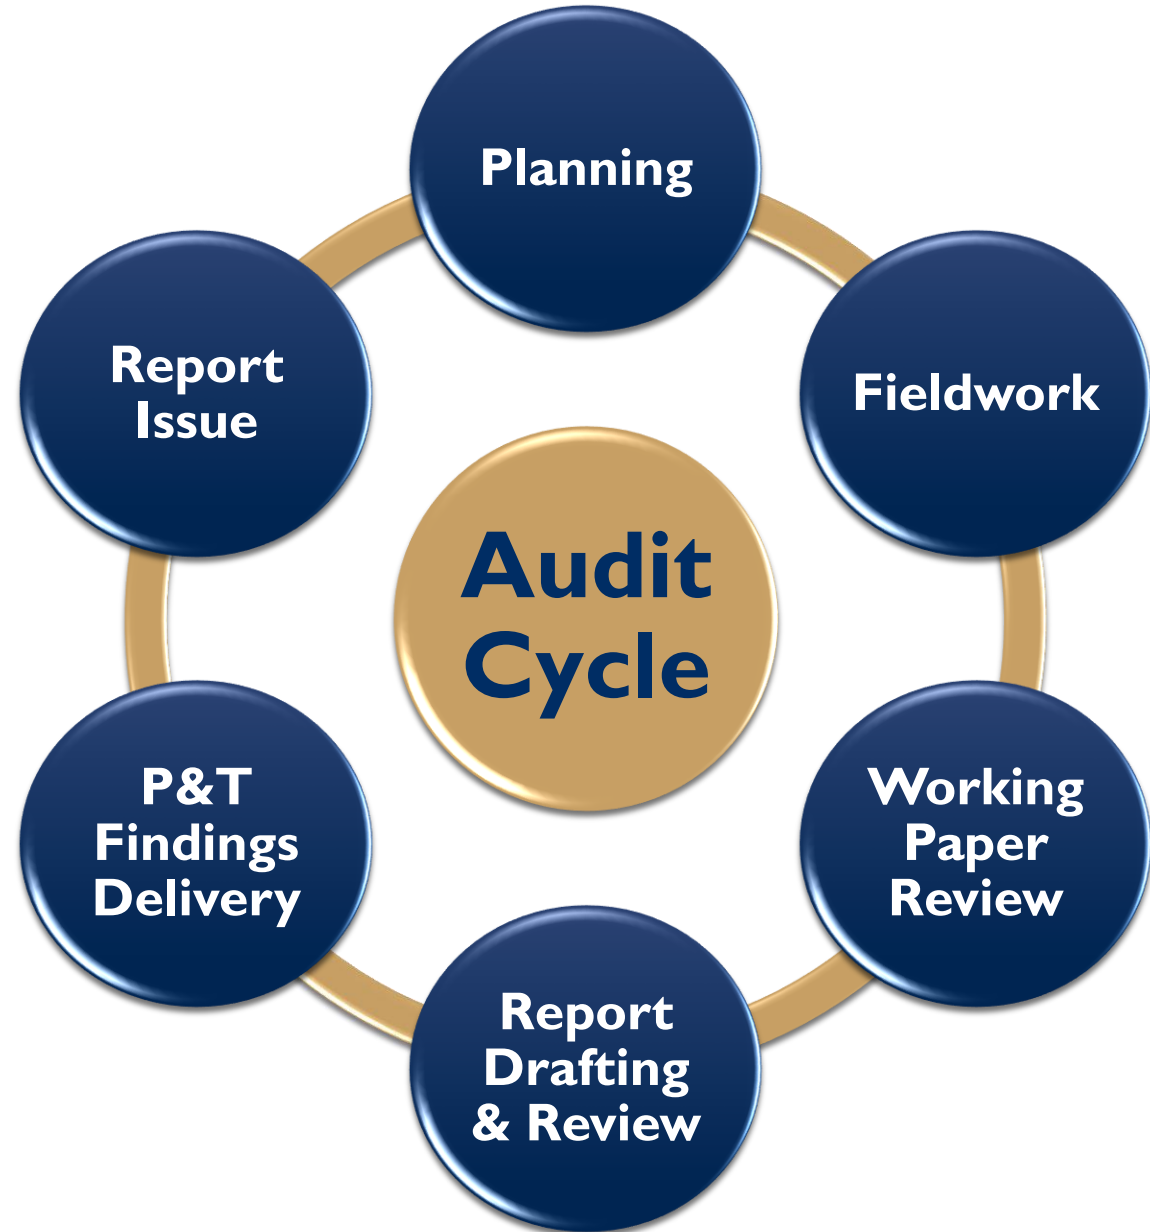 Planning
Fieldwork
Working
Paper
Review
Report
Drafting
& Review
P&T
Findings
Delivery
Report
Issue
Audit
Cycle